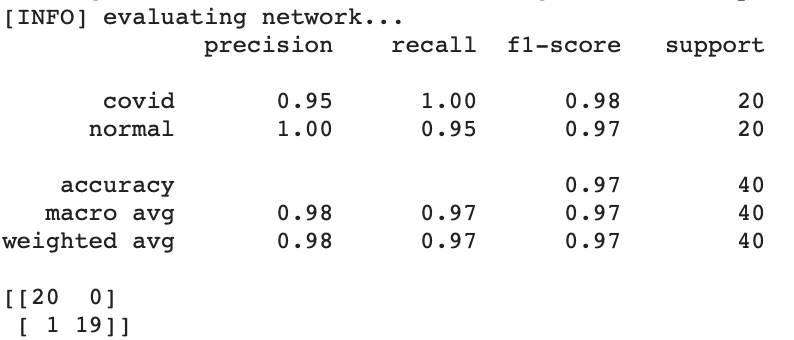 [INFO] evaluating network...
precision recall f1-score support
covid 0.95 1.00 0.98 20
normal 1.00 0.95 0.97 20
accuracy 0.97 40
macro avg 0.98 0.97 0.97 40
weighted avg 0.98 0.97 0.97 40
[[20 0]
[ 1 19]]